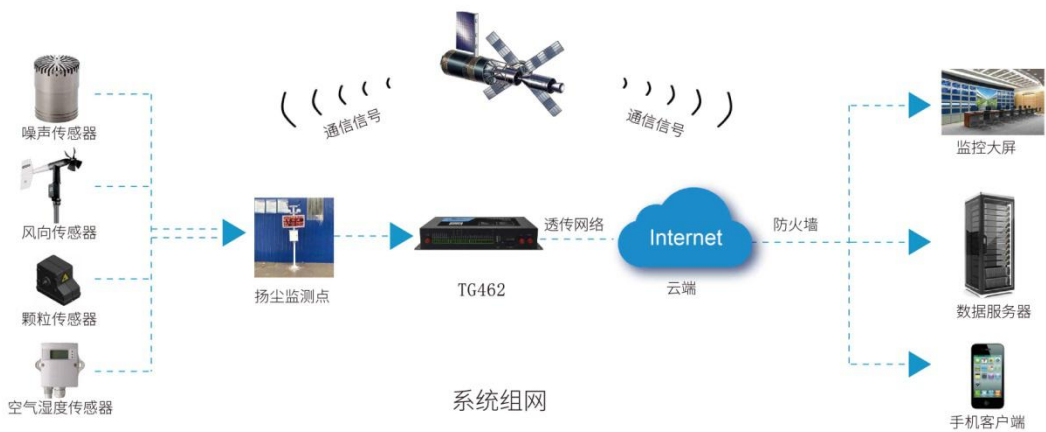 通信信号
通信信号
噪声传感器
监控大屏
风向传感器
透传网络
Internet
防火墙
扬尘监测点
TG462
云端
颗粒传感器
数据服务器
空气湿度传感器
系统组网
手机客户端